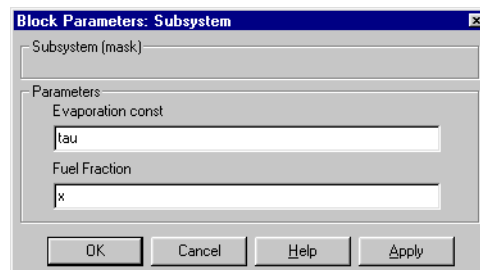 Block Parameters: Subsystem
Subsystem (mask)
Parameters
Evaporation const
tau
Fuel Fraction
x
OK Cancel Help Apply